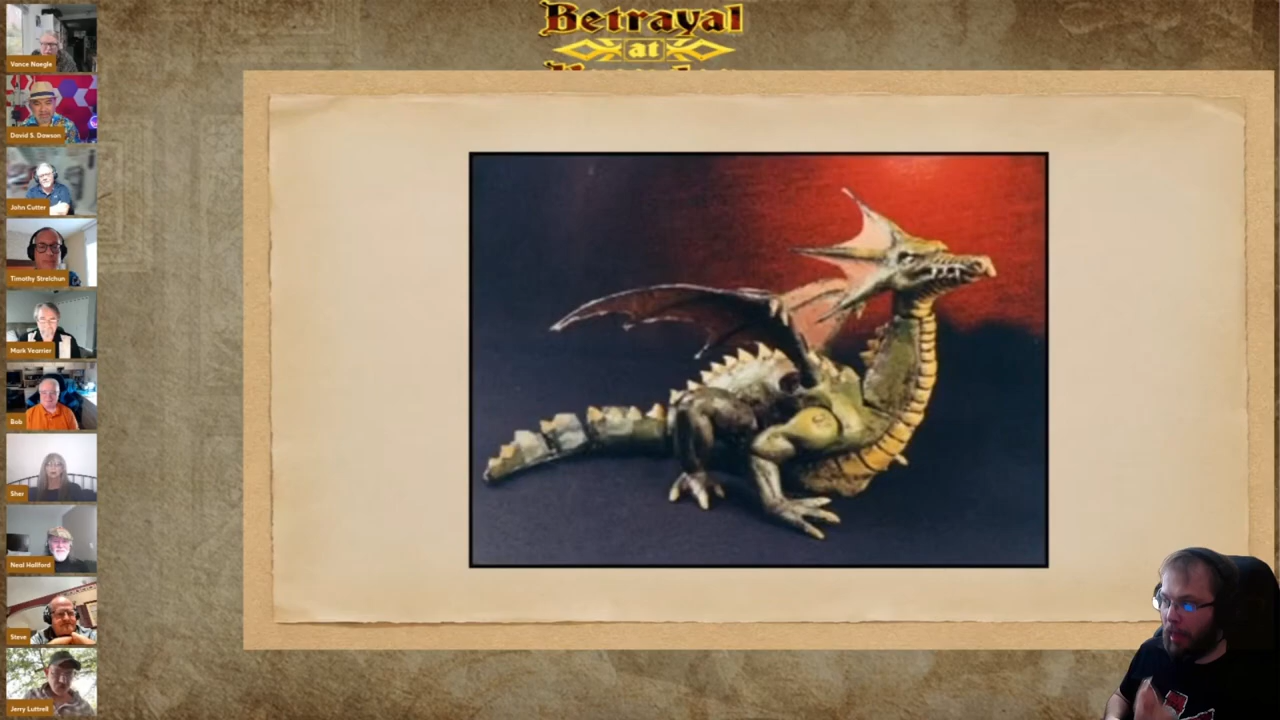 Betrayal
at
Vance Naegle
David S. Dawson
John Cutter
Timothy Strelchun
Mark Vearrier
Bob
Sher
Neal Hallford
Steve
Jerry Luttrell